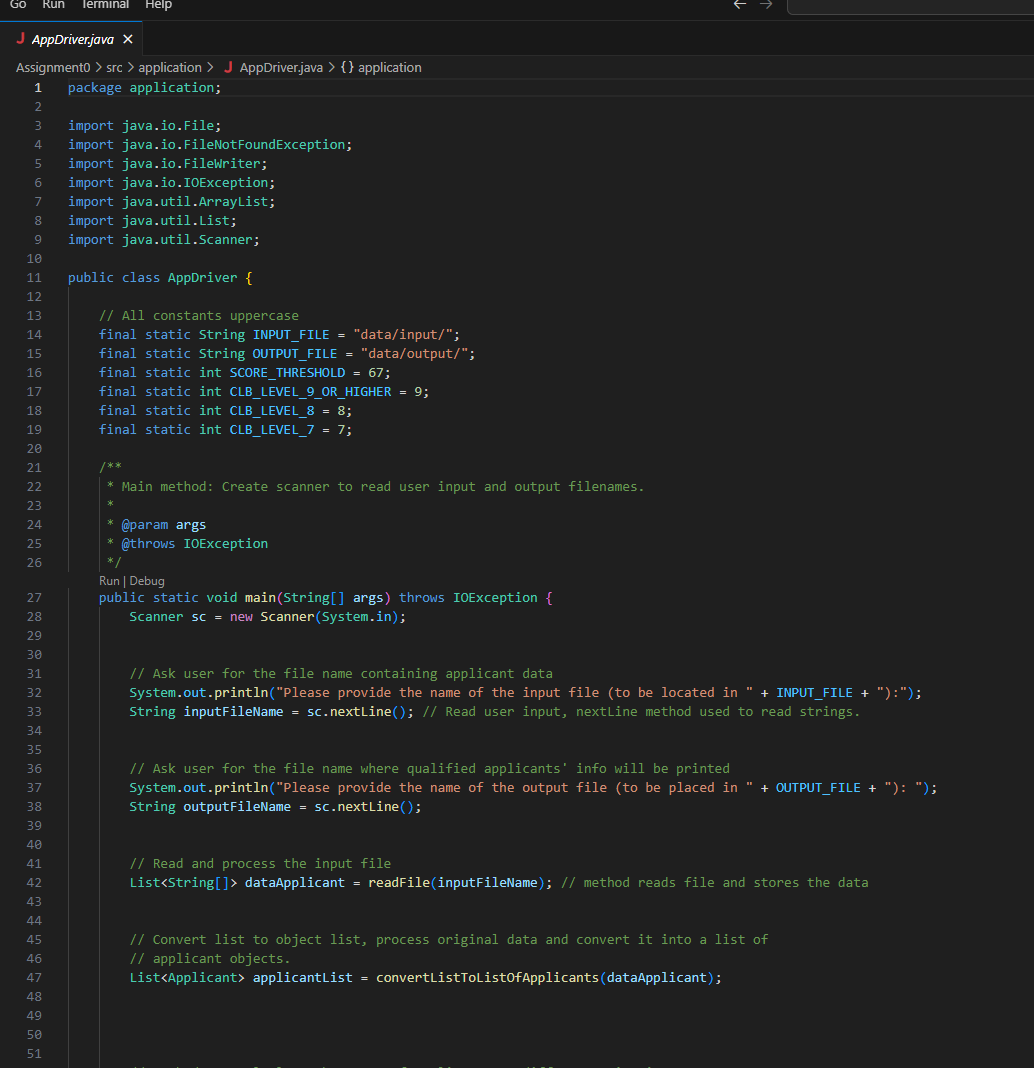 Go Run Terminal Help
J AppDriver.java
Assignment0 > src > application > J AppDriver.java > {} application
1 package application;
2
3 import java.io.File;
4 import java.io.FileNotFoundException;
5 import java.io.FileWriter;
6 import java.io.IOException;
7 import java.util.ArrayList;
8 import java.util.List;
9 import java.util.Scanner;
10
11 public class AppDriver {
12
13 // All constants uppercase
14 final static String INPUT_FILE = "data/input/";
15 final static String OUTPUT_FILE = "data/output/";
16 final static int SCORE_THRESHOLD = 67;
17 final static int CLB_LEVEL_9_OR_HIGHER = 9;
18 final static int CLB_LEVEL_8 = 8;
19 final static int CLB_LEVEL_7 = 7;
20
21 /**
22 * Main method: Create scanner to read user input and output filenames.
23 *
24 * @param args
25 * @throws IOException
26 */
Run | Debug
27 public static void main(String[] args) throws IOException {
28 Scanner sc = new Scanner(System.in);
29
30
31 // Ask user for the file name containing applicant data
32 System.out.println("Please provide the name of the input file (to be located in " + INPUT_FILE + "):");
33 String inputFileName = sc.nextLine(); // Read user input, nextLine method used to read strings.
34
35
36 // Ask user for the file name where qualified applicants' info will be printed
37 System.out.println("Please provide the name of the output file (to be placed in " + OUTPUT_FILE + "): ");
38 String outputFileName = sc.nextLine();
39
40
41 // Read and process the input file
42 List<String[]> dataApplicant = readFile(inputFileName); // method reads file and stores the data
43
44
45 // Convert list to object list, process original data and convert it into a list of
46 // applicant objects.
47 List<Applicant> applicantList = convertListToListOfApplicants(dataApplicant);
48
49
50
51